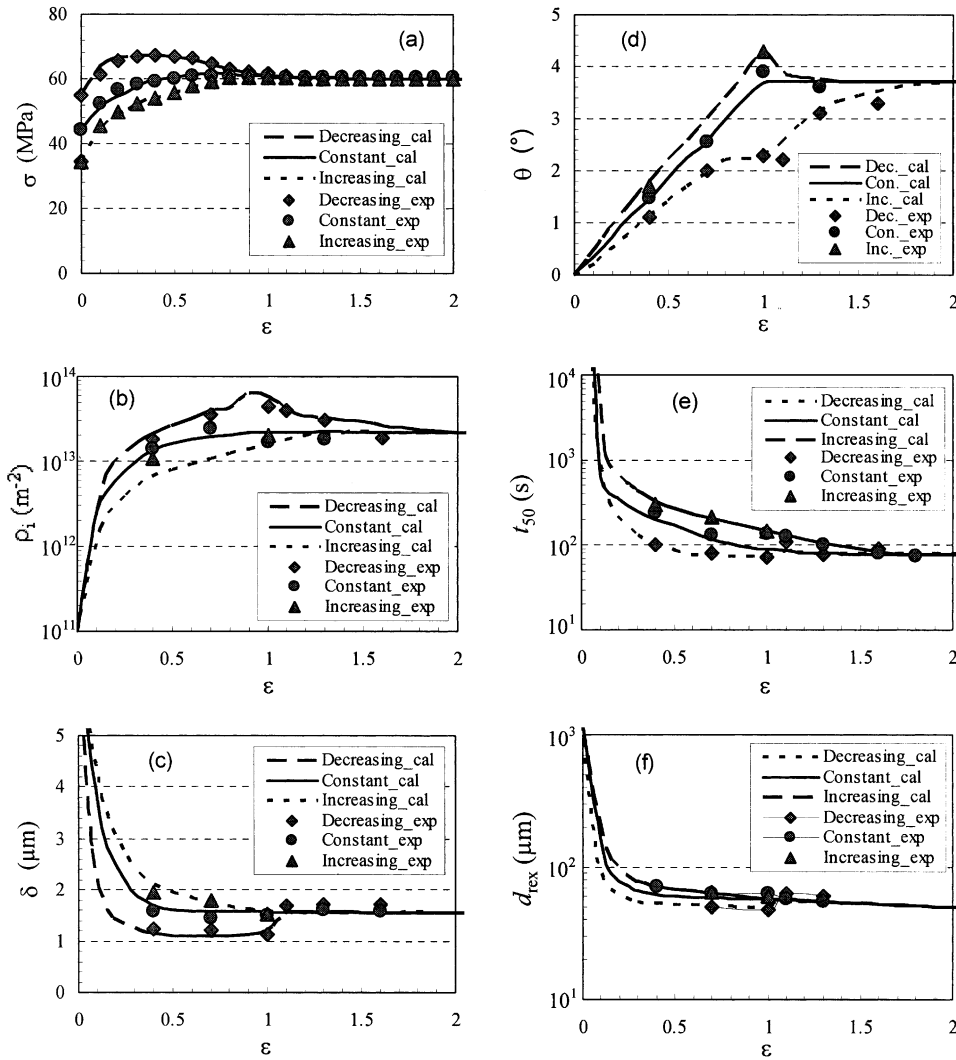 (a)
80
60
40
20
0
σ (MPa)
0
0.5
1
1.5
2
ε
Decreasing_cal
Constant_cal
Increasing_cal
Decreasing_exp
Constant_exp
Increasing_exp
(d)
5
4
3
2
1
0
θ (°)
0
0.5
1
1.5
2
ε
Dec._cal
Con._cal
Inc._cal
Dec._exp
Con._exp
Inc._exp
(b)
10^14
10^13
10^12
10^11
ρi (m^-2)
0.5
1
1.5
2
ε
Decreasing_cal
Constant_cal
Increasing_cal
Decreasing_exp
Constant_exp
Increasing_exp
(e)
10^4
10^3
10^2
10^1
t50 (s)
0
0.5
1
1.5
2
ε
Decreasing_cal
Constant_cal
Increasing_cal
Decreasing_exp
Constant_exp
Increasing_exp
(c)
5
4
3
2
1
0
δ (μm)
0
0.5
1
1.5
2
ε
Decreasing_cal
Constant_cal
Increasing_cal
Decreasing_exp
Constant_exp
Increasing_exp
(f)
10^3
10^2
10^1
drex (μm)
0
0.5
1
1.5
2
ε
Decreasing_cal
Constant_cal
Increasing_cal
Decreasing_exp
Constant_exp
Increasing_exp